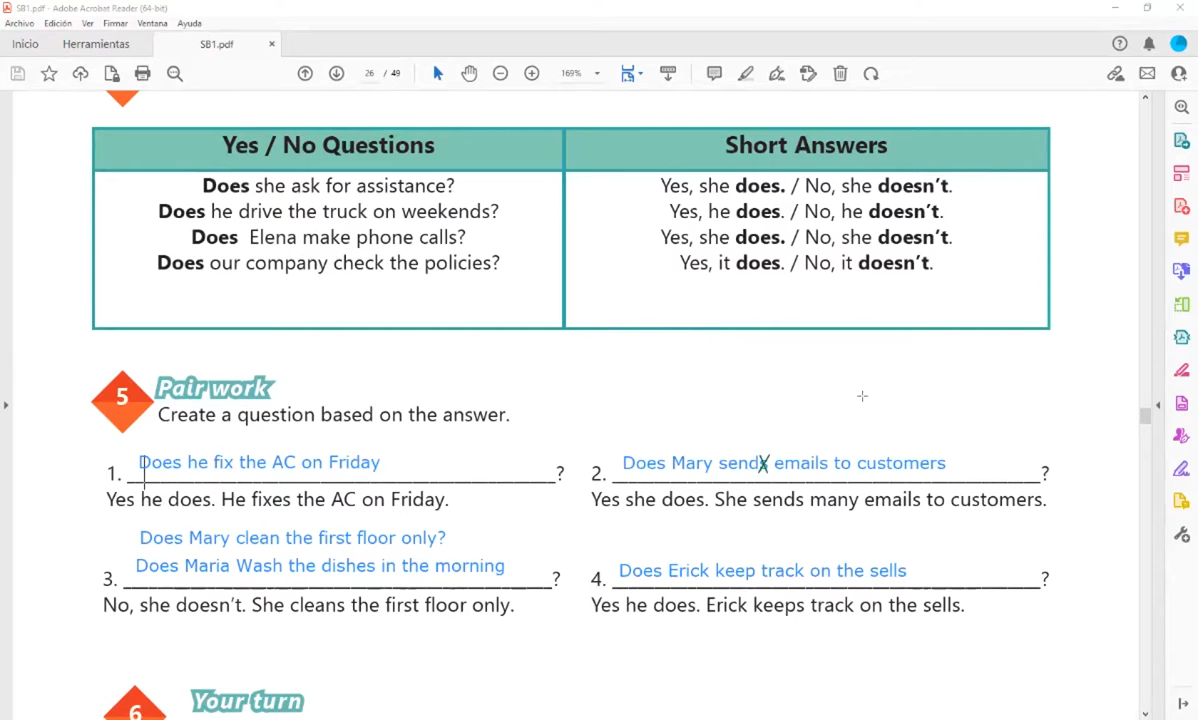 SB1.pdf - Adobe Acrobat Reader (64-bit)
Archivo Edición Ver Firmar Ventana Ayuda
Inicio Herramientas SB1.pdf ×
26 / 49 169%
Yes / No Questions Short Answers
Does she ask for assistance? Yes, she does. / No, she doesn't.
Does he drive the truck on weekends? Yes, he does. / No, he doesn't.
Does Elena make phone calls? Yes, she does. / No, she doesn't.
Does our company check the policies? Yes, it does. / No, it doesn't.
5 Pair work
Create a question based on the answer.
1. Does he fix the AC on Friday ?
Yes he does. He fixes the AC on Friday.
2. Does Mary sends emails to customers ?
Yes she does. She sends many emails to customers.
Does Mary clean the first floor only?
3. Does Maria Wash the dishes in the morning ?
No, she doesn't. She cleans the first floor only.
4. Does Erick keep track on the sells ?
Yes he does. Erick keeps track on the sells.
6 Your turn